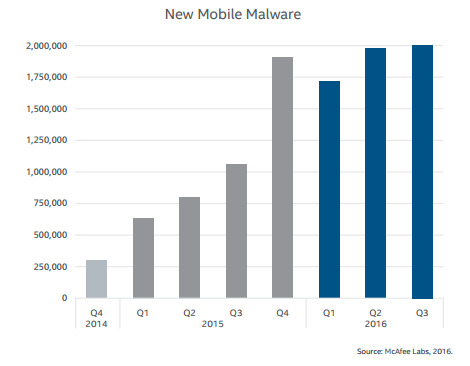 New Mobile Malware
2,000,000
1,750,000
1,500,000
1,250,000
1,000,000
750,000
500,000
250,000
0
Q4 Q1 Q2 Q3 Q4 Q1 Q2 Q3
2014 2015 2016
Source: McAfee Labs, 2016.